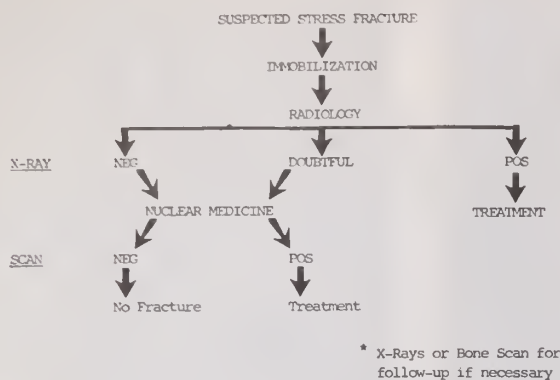 SUSPECTED STRESS FRACTURE
IMMOBILIZATION
RADIOLOGY
*
X-RAY NEG DOUBTFUL POS
NUCLEAR MEDICINE TREATMENT
SCAN NEG POS
No Fracture Treatment
* X-Rays or Bone Scan for
follow-up if necessary